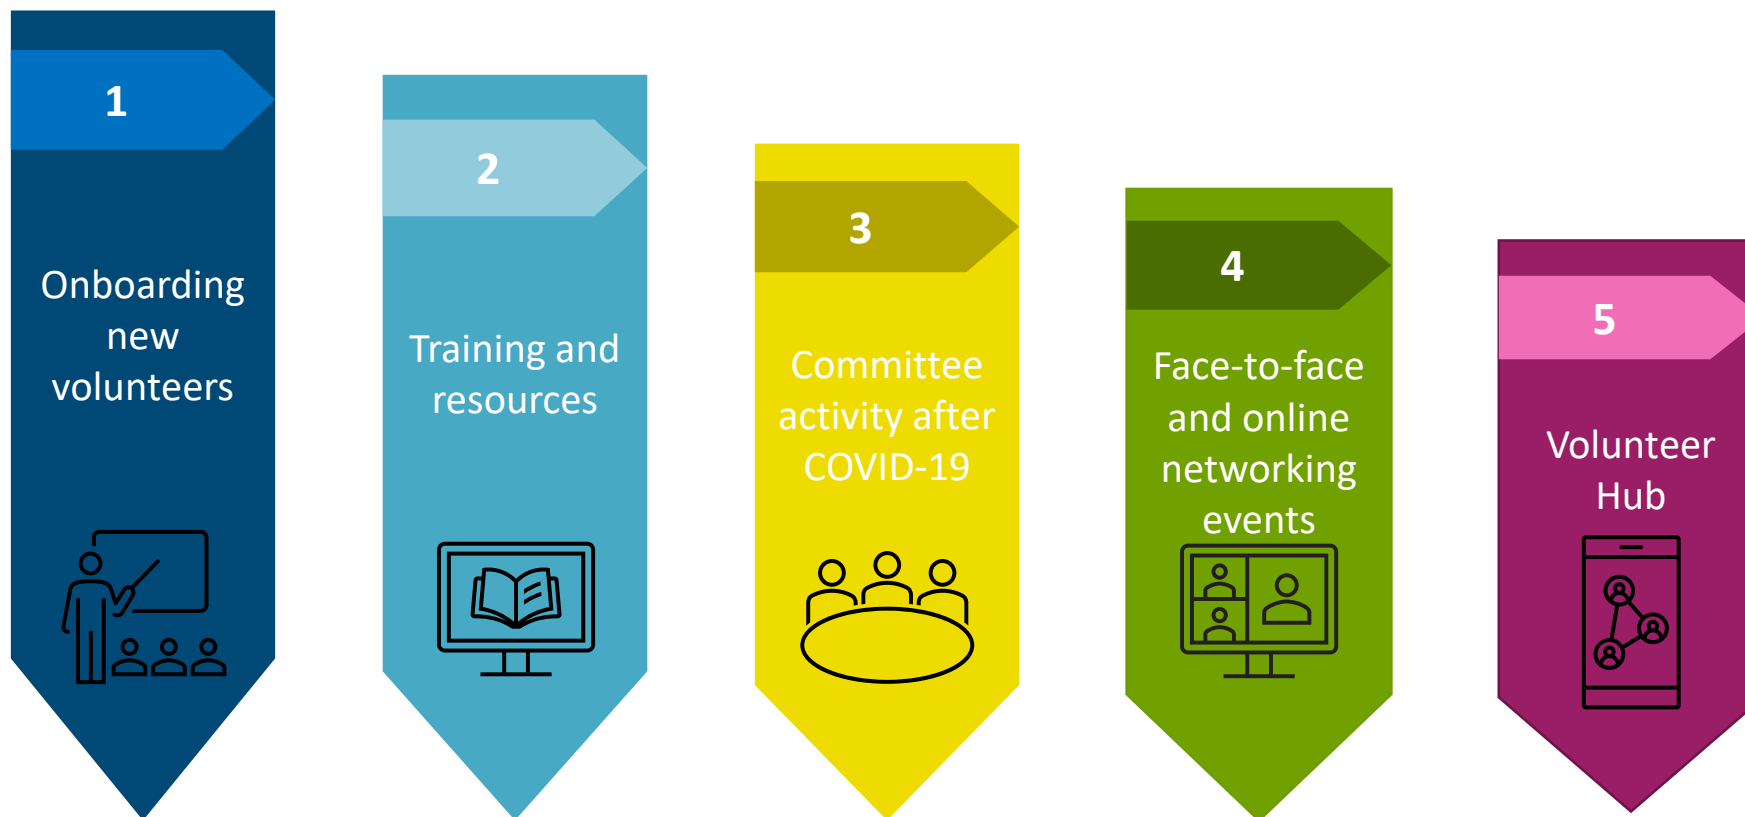 1
Onboarding
new
volunteers
2
Training and
resources
3
Committee
activity after
COVID-19
4
Face-to-face
and online
networking
events
5
Volunteer
Hub